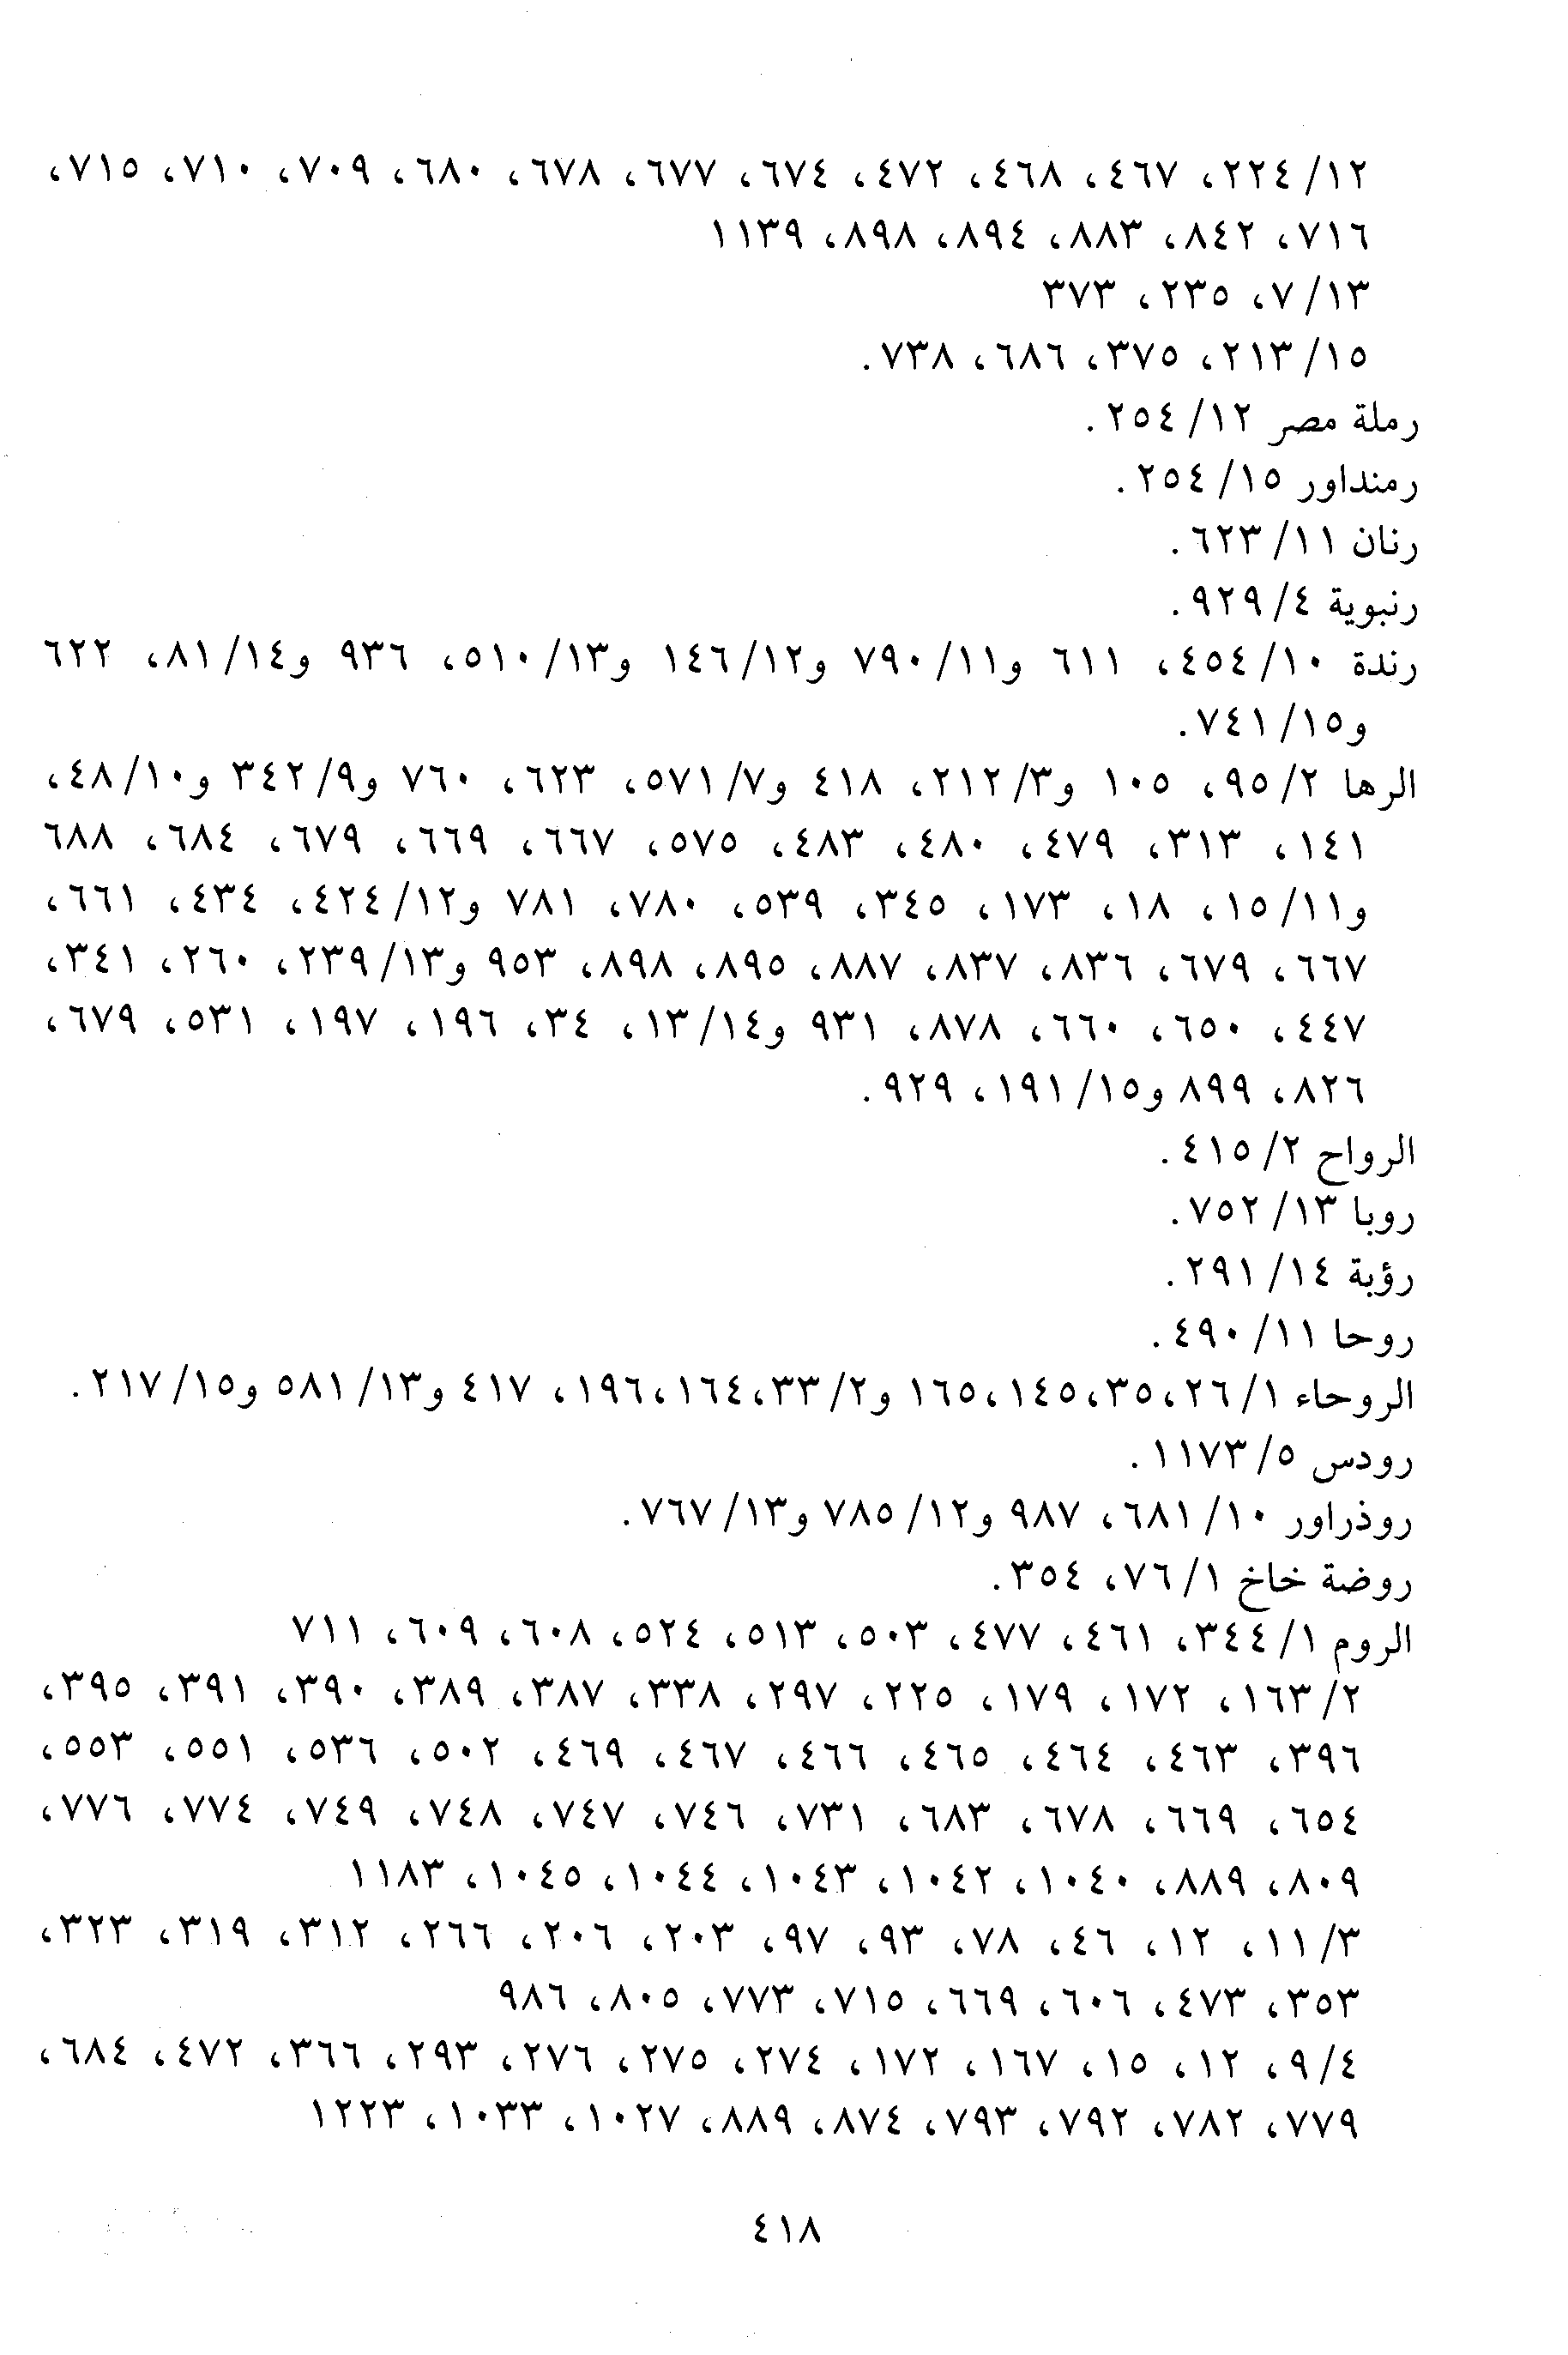 ١٢/ ٢٢٤، ٤٦٧، ٤٦٨، ٤٧٢، ٦٧٤، ٦٧٧، ٦٧٨، ٦٨٠، ٧٠٩، ٧١٠، ٧١٥،
٧١٦، ٨٤٢، ٨٨٣، ٨٩٤، ٨٩٨، ١١٣٩
١٣/ ٧، ٢٣٥، ٣٧٣
١٥/ ٢١٣، ٣٧٥، ٦٨٦، ٧٣٨.
رملة مصر ١٢/ ٢٥٤.
رمنداور ١٥/ ٢٥٤.
رنان ١١/ ٦٢٣.
رنبوية ٤/ ٩٢٩.
رندة ١٠/ ٤٥٤، ٦١١ و١١/ ٧٩٠ و١٢/ ١٤٦ و١٣/ ٥١٠، ٩٣٦ و١٤/ ٨١، ٦٢٢
و١٥/ ٧٤١.
الرها ٢/ ٩٥، ١٠٥ و٣/ ٢١٢، ٤١٨ و٧/ ٥٧١، ٦٢٣، ٧٦٠ و٩/ ٣٤٢ و١٠/ ٤٨،
١٤١، ٣١٣، ٤٧٩، ٤٨٠، ٤٨٣، ٥٧٥، ٦٦٧، ٦٦٩، ٦٧٩، ٦٨٤، ٦٨٨
و١١/ ١٥، ١٨، ١٧٣، ٣٤٥، ٥٣٩، ٧٨٠، ٧٨١ و١٢/ ٤٢٤، ٤٣٤، ٦٦١،
٦٦٧، ٦٧٩، ٨٣٦، ٨٣٧، ٨٨٧، ٨٩٥، ٨٩٨، ٩٥٣ و١٣/ ٢٣٩، ٢٦٠، ٣٤١،
٤٤٧، ٦٥٠، ٦٦٠، ٨٧٨، ٩٣١ و١٤/ ١٣، ٣٤، ١٩٦، ١٩٧، ٥٣١، ٦٧٩،
٨٢٦، ٨٩٩ و١٥/ ١٩١، ٩٢٩.
الرواح ٢/ ٤١٥.
روبا ١٣/ ٧٥٢.
رؤبة ١٤/ ٢٩١.
روحا ١١/ ٤٩٠.
الروحاء ١/ ٢٦، ٣٥، ١٤٥، ١٦٥ و٢/ ٣٣، ١٦٤، ١٩٦، ٤١٧ و١٣/ ٥٨١ و١٥/ ٢١٧.
رودس ٥/ ١١٧٣.
روذراور ١٠/ ٦٨١، ٩٨٧ و١٢/ ٧٨٥ و١٣/ ٧٦٧.
روضة خاخ ١/ ٧٦، ٣٥٤.
الروم ١/ ٣٤٤، ٤٦١، ٤٧٧، ٥٠٣، ٥١٣، ٥٢٤، ٦٠٨، ٦٠٩، ٧١١
٢/ ١٦٣، ١٧٢، ١٧٩، ٢٢٥، ٢٩٧، ٣٣٨، ٣٨٧، ٣٨٩، ٣٩٠، ٣٩١، ٣٩٥،
٣٩٦، ٤٦٣، ٤٦٤، ٤٦٥، ٤٦٦، ٤٦٧، ٤٦٩، ٥٠٢، ٥٣٦، ٥٥١، ٥٥٣،
٦٥٤، ٦٦٩، ٦٧٨، ٦٨٣، ٧٣١، ٧٤٦، ٧٤٧، ٧٤٨، ٧٤٩، ٧٧٤، ٧٧٦،
٨٠٩، ٨٨٩، ١٠٤٠، ١٠٤٢، ١٠٤٣، ١٠٤٤، ١٠٤٥، ١١٨٣
٣/ ١١، ١٢، ٤٦، ٧٨، ٩٣، ٩٧، ٢٠٣، ٢٠٦، ٢٦٦، ٣١٢، ٣١٩، ٣٢٣،
٣٥٣، ٤٧٣، ٦٠٦، ٦٦٩، ٧١٥، ٧٧٣، ٨٠٥، ٩٨٦
٤/ ٩، ١٢، ١٥، ١٦٧، ١٧٢، ٢٧٤، ٢٧٥، ٢٧٦، ٢٩٣، ٣٦٦، ٤٧٢، ٦٨٤،
٧٧٩، ٧٨٢، ٧٩٢، ٧٩٣، ٨٧٤، ٨٨٩، ١٠٢٧، ١٠٣٣، ١٢٢٣
٤١٨